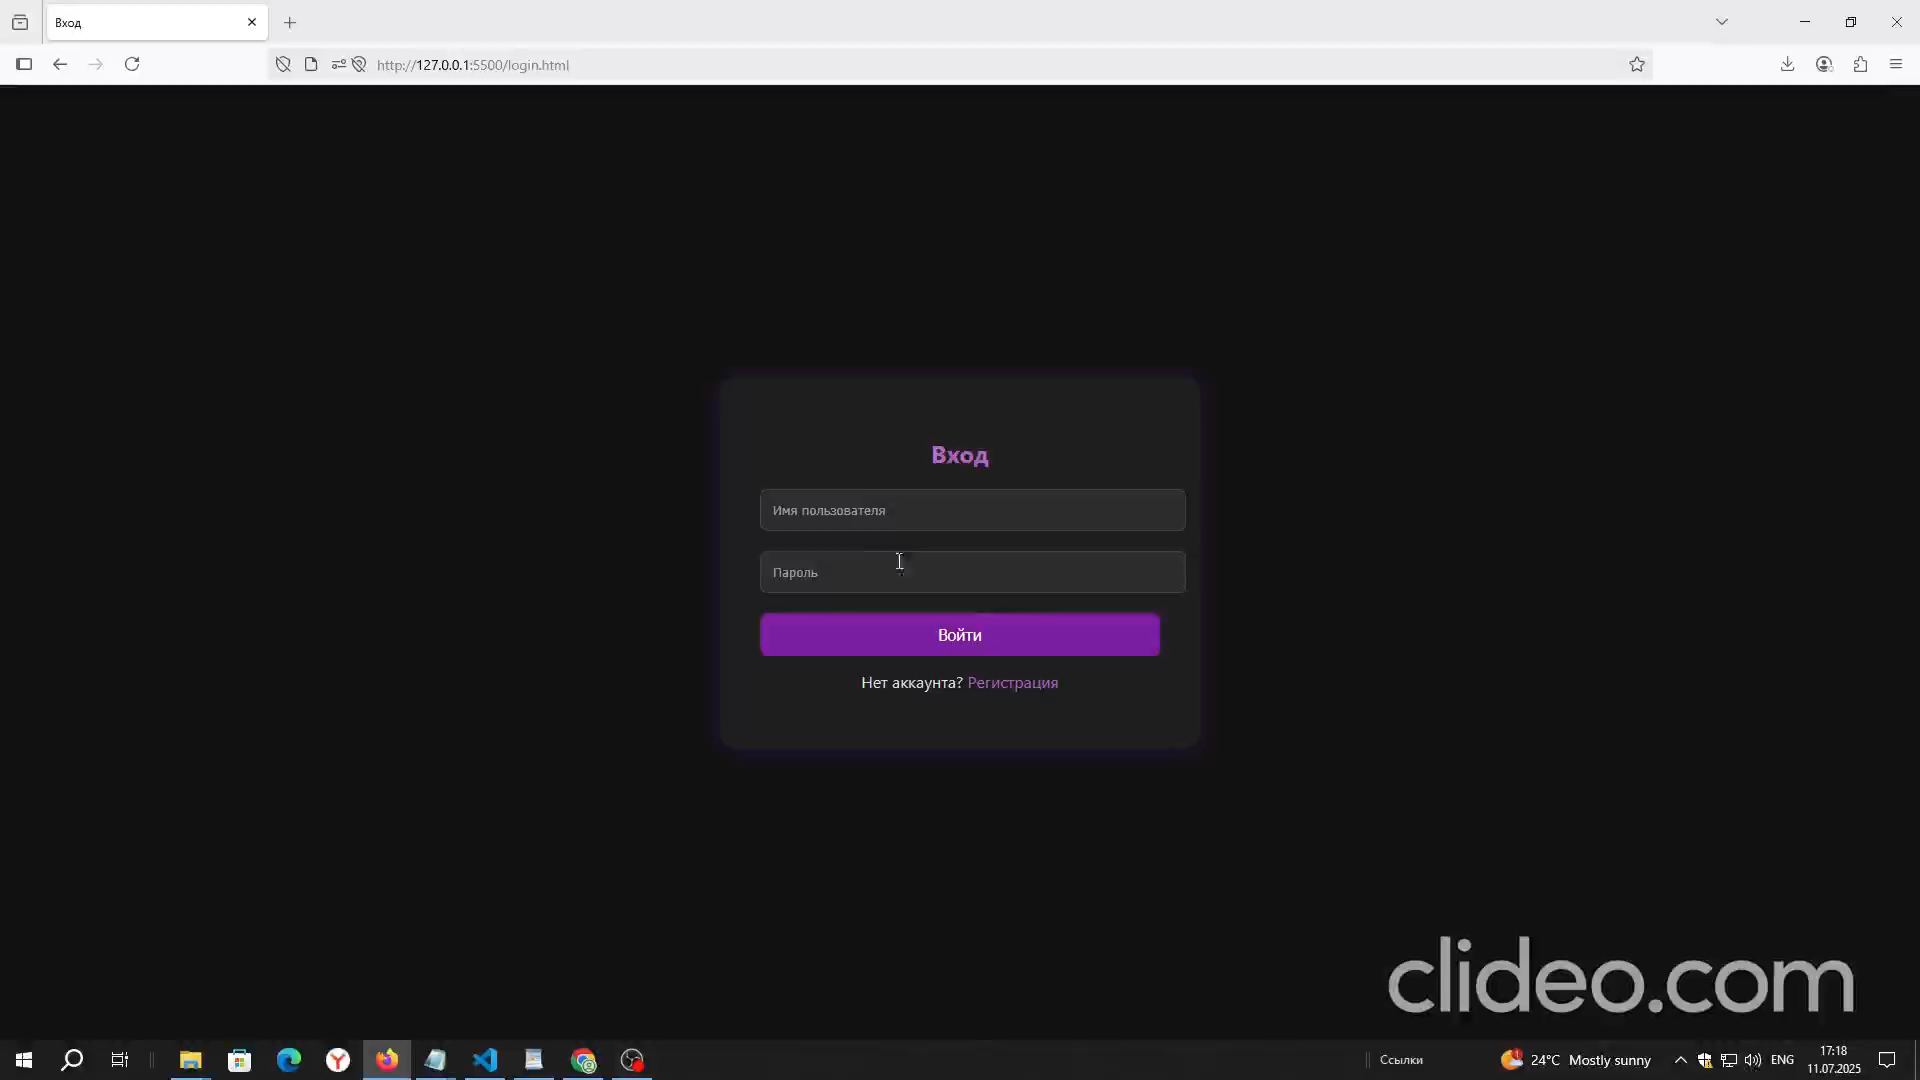 Вход
http://127.0.0.1:5500/login.html
Вход
Имя пользователя
Пароль
Войти
Нет аккаунта? Регистрация
clideo.com
Ссылки
24°C Mostly sunny
ENG
17:18
11.07.2025